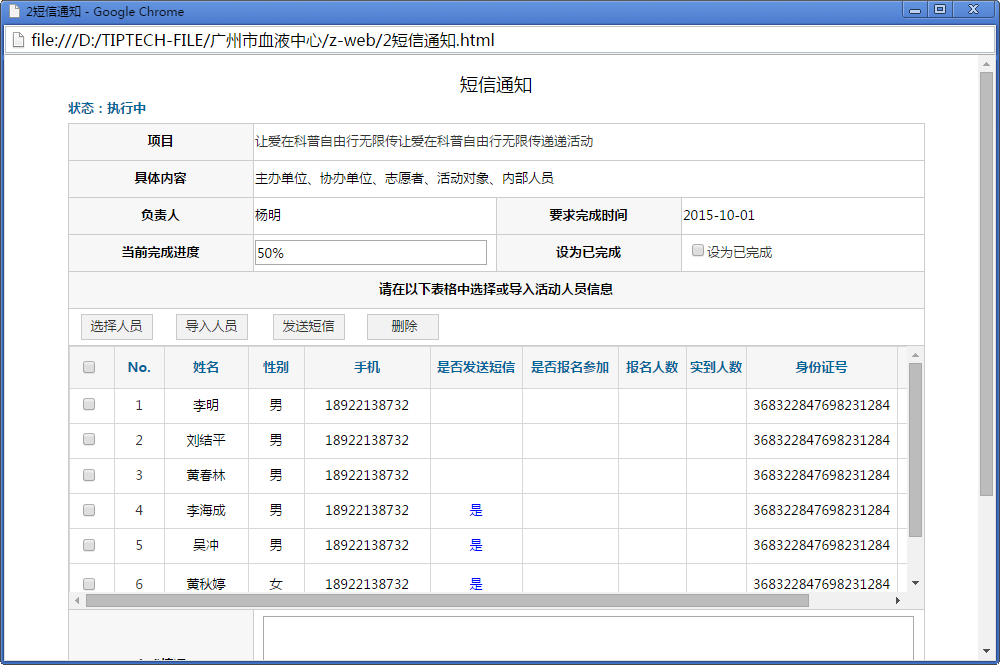 2短信通知 - Google Chrome
file:///D:/TIPTECH-FILE/广州市血液中心/z-web/2短信通知.html
短信通知
状态：执行中
项目 让爱在科普自由行无限传让爱在科普自由行无限传递递活动
具体内容 主办单位、协办单位、志愿者、活动对象、内部人员
负责人 杨明 要求完成时间 2015-10-01
当前完成进度 50% 设为已完成 设为已完成
请在以下表格中选择或导入活动人员信息
选择人员 导入人员 发送短信 删除
No. 姓名 性别 手机 是否发送短信 是否报名参加 报名人数 实到人数 身份证号
1 李明 男 18922138732 368322847698231284
2 刘结平 男 18922138732 368322847698231284
3 黄春林 男 18922138732 368322847698231284
4 李海成 男 18922138732 是 368322847698231284
5 吴冲 男 18922138732 是 368322847698231284
6 黄秋婷 女 18922138732 是 368322847698231284